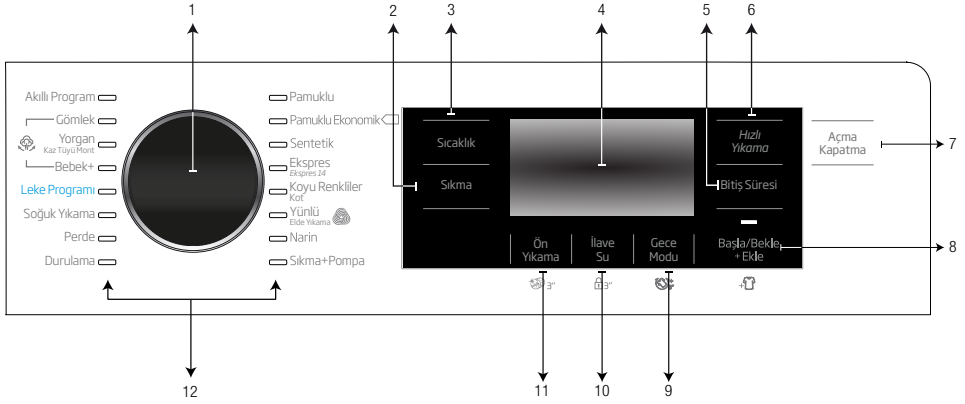 1
2
3
4
5
6
Akıllı Program
Gömlek
Yorgan
Kaz Tüyü Mont
Bebek+
Leke Programı
Soğuk Yıkama
Perde
Durulama
Pamuklu
Pamuklu Ekonomik
Sentetik
Ekspres
Ekspres 14
Koyu Renkliler
Kot
Yünlü
Elde Yıkama
Narin
Sıkma+Pompa
Sıcaklık
Sıkma
Hızlı
Yıkama
Bitiş Süresi
Açma
Kapatma
7
Ön
Yıkama
İlave
Su
Gece
Modu
Başla/Bekle
+ Ekle
8
3"
3"
+
12
11
10
9